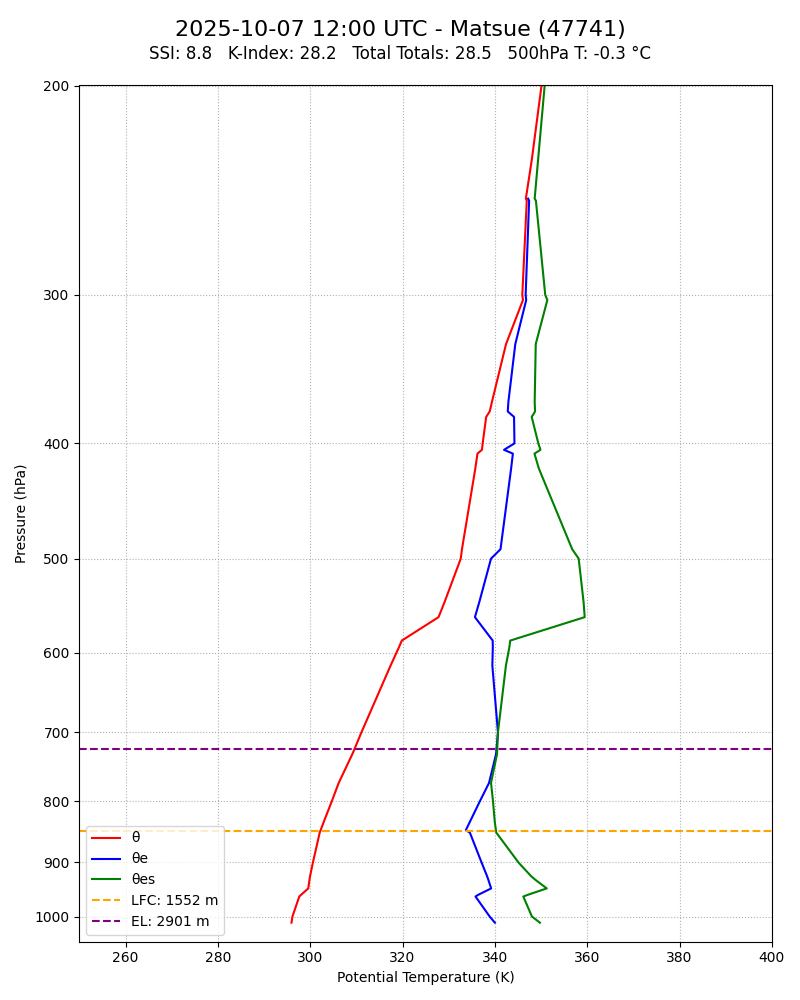 2025-10-07 12:00 UTC - Matsue (47741)
SSI: 8.8 K-Index: 28.2 Total Totals: 28.5 500hPa T: -0.3 °C
200
300
400
500
600
700
800
900
1000
Pressure (hPa)
θ
θe
θes
LFC: 1552 m
EL: 2901 m
260 280 300 320 340 360 380 400
Potential Temperature (K)